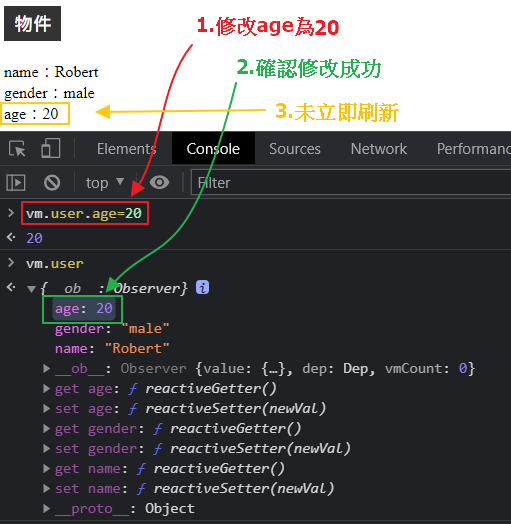 物件
1.修改age為20
2.確認修改成功
name：Robert
gender：male
age：20
3.未立即刷新
Elements Console Sources Network Performanc
top ▼ Filter
> vm.user.age=20
20
> vm.user
▼{__ob__: Observer} i
age: 20
gender: "male"
name: "Robert"
▶ __ob__: Observer {value: {…}, dep: Dep, vmCount: 0}
▶ get age: ƒ reactiveGetter()
▶ set age: ƒ reactiveSetter(newVal)
▶ get gender: ƒ reactiveGetter()
▶ set gender: ƒ reactiveSetter(newVal)
▶ get name: ƒ reactiveGetter()
▶ set name: ƒ reactiveSetter(newVal)
▶ __proto__: Object